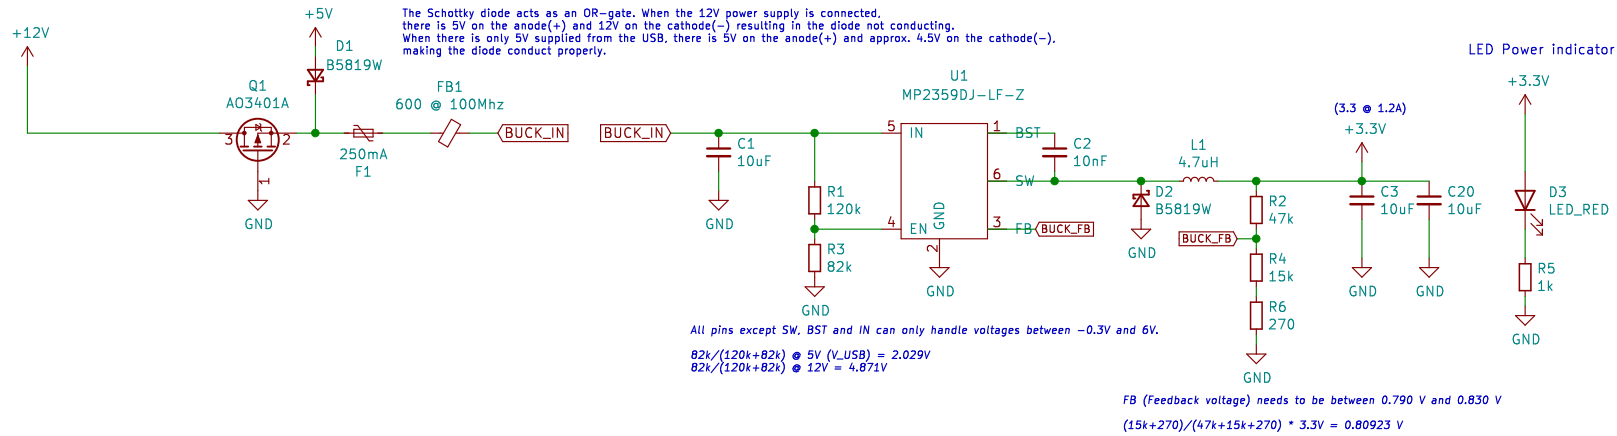 The Schottky diode acts as an OR-gate. When the 12V power supply is connected,
there is 5V on the anode(+) and 12V on the cathode(-) resulting in the diode not conducting.
When there is only 5V supplied from the USB, there is 5V on the anode(+) and approx. 4.5V on the cathode(-),
making the diode conduct properly.
+12V
+5V
D1
B5819W
Q1
AO3401A
3
2
1
GND
250mA
F1
FB1
600 @ 100Mhz
BUCK_IN
BUCK_IN
C1
10uF
GND
R1
120k
R3
82k
GND
U1
MP2359DJ-LF-Z
5
IN
4
EN
GND
2
GND
1
BST
6
SW
3
FB
BUCK_FB
C2
10nF
D2
B5819W
GND
L1
4.7uH
R2
47k
BUCK_FB
R4
15k
R6
270
GND
(3.3 @ 1.2A)
+3.3V
C3
10uF
GND
C20
10uF
GND
LED Power indicator
+3.3V
D3
LED_RED
R5
1k
GND
All pins except SW, BST and IN can only handle voltages between -0.3V and 6V.
82k/(120k+82k) @ 5V (V_USB) = 2.029V
82k/(120k+82k) @ 12V = 4.871V
FB (Feedback voltage) needs to be between 0.790 V and 0.830 V
(15k+270)/(47k+15k+270) * 3.3V = 0.80923 V